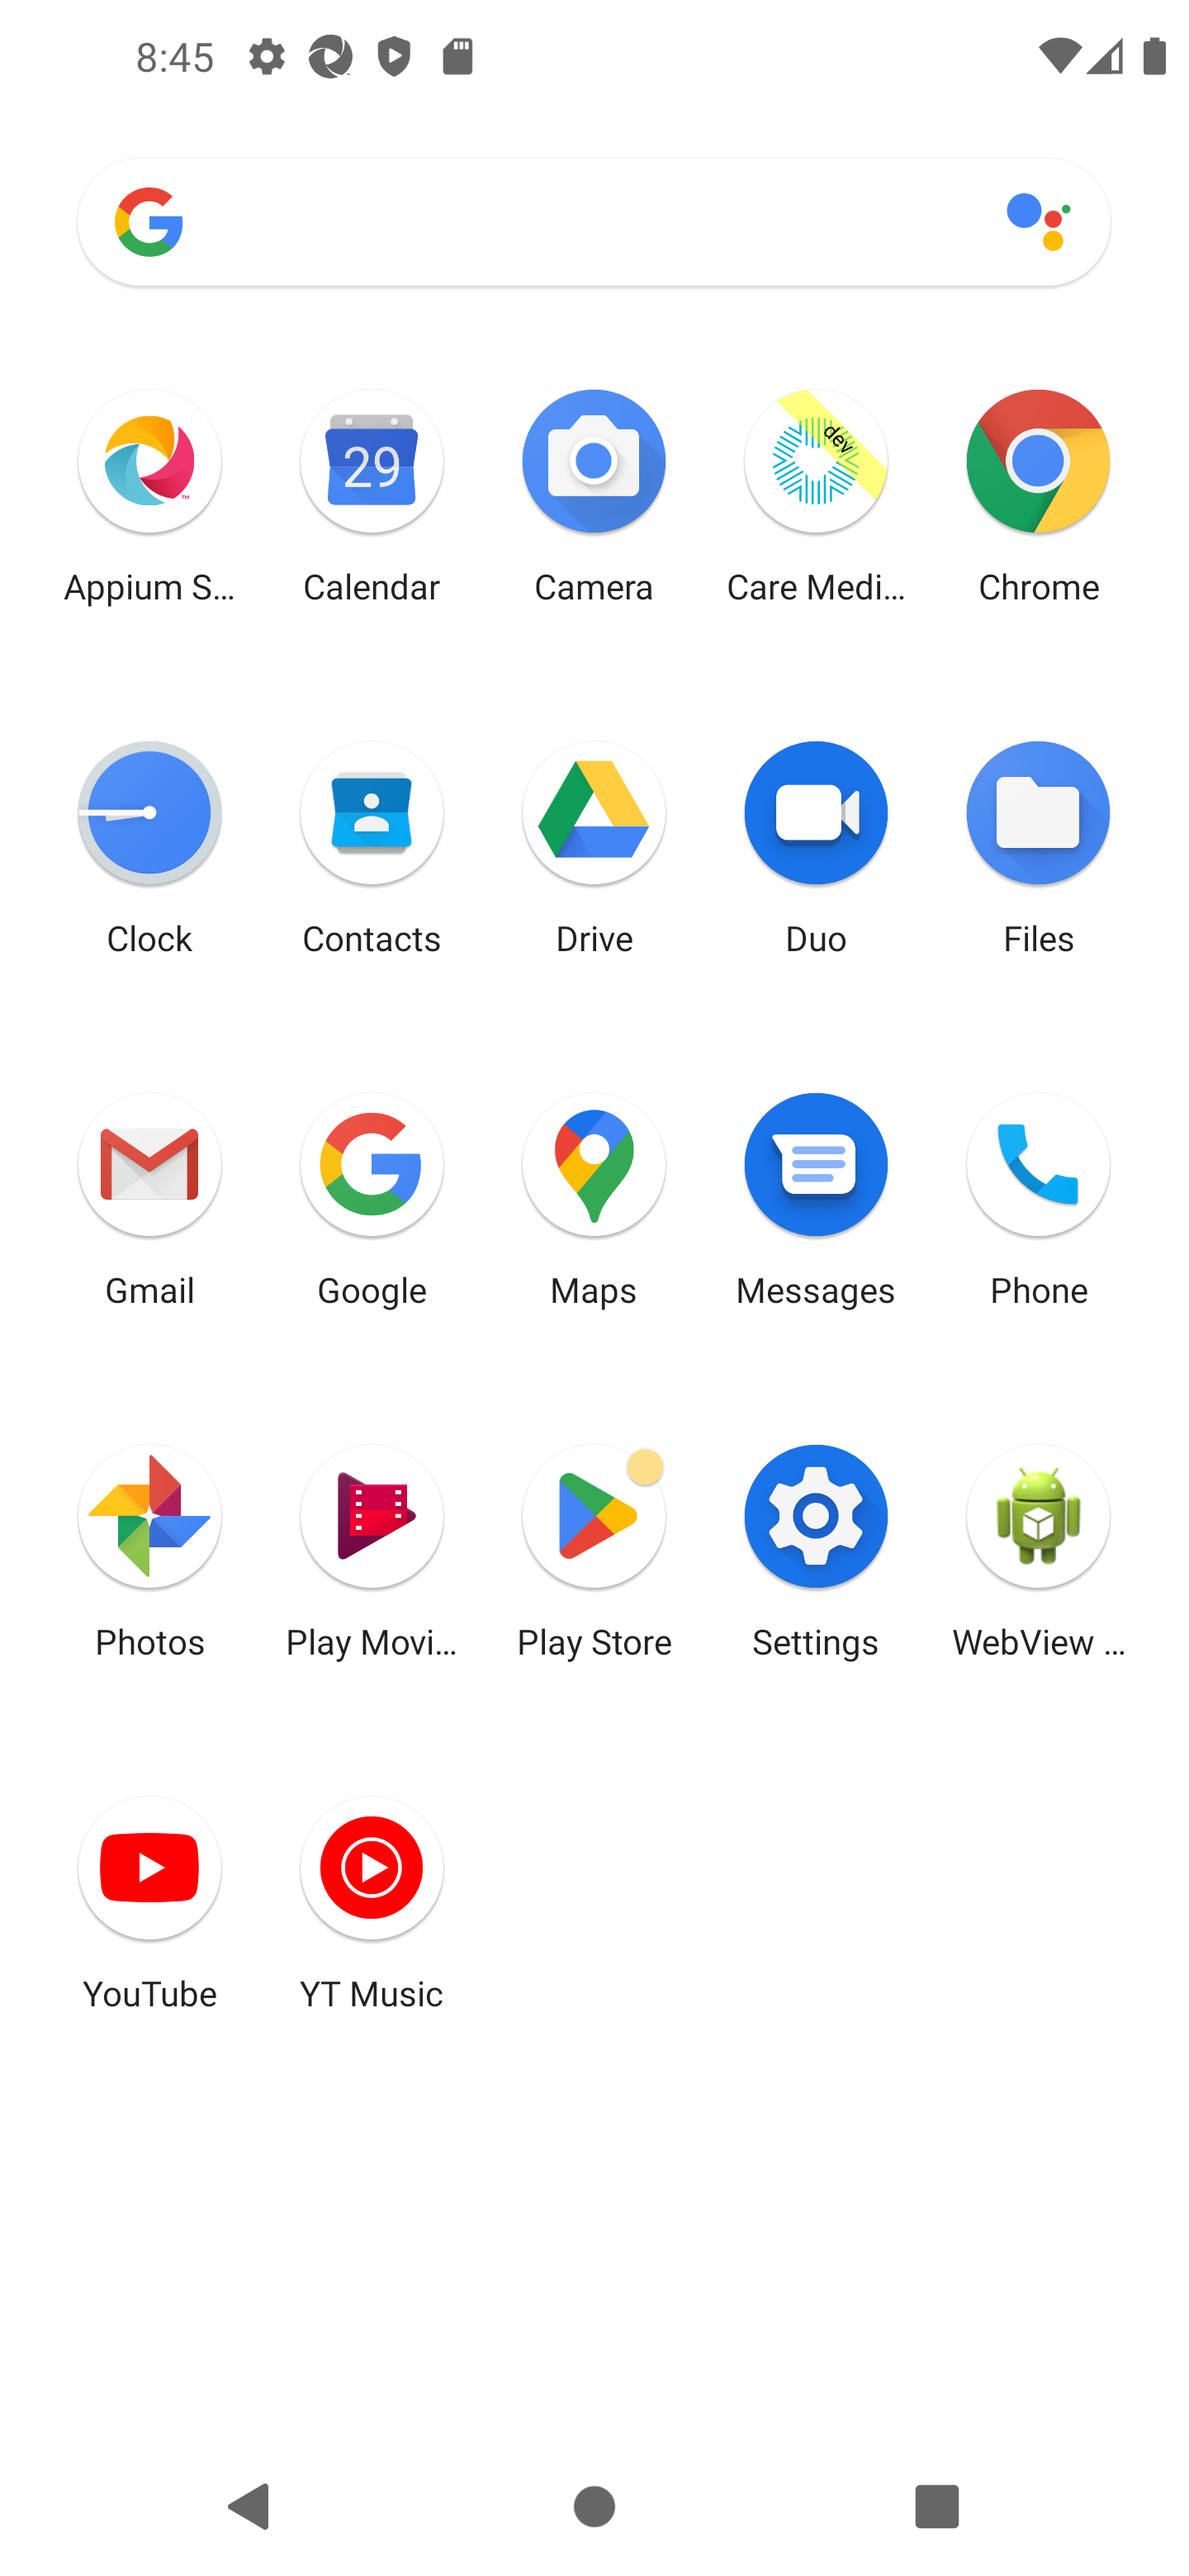 8:45
Appium S...
29
Calendar
Camera
dev
Care Medi...
Chrome
Clock
Contacts
Drive
Duo
Files
Gmail
Google
Maps
Messages
Phone
Photos
Play Movi...
Play Store
Settings
WebView ...
YouTube
YT Music